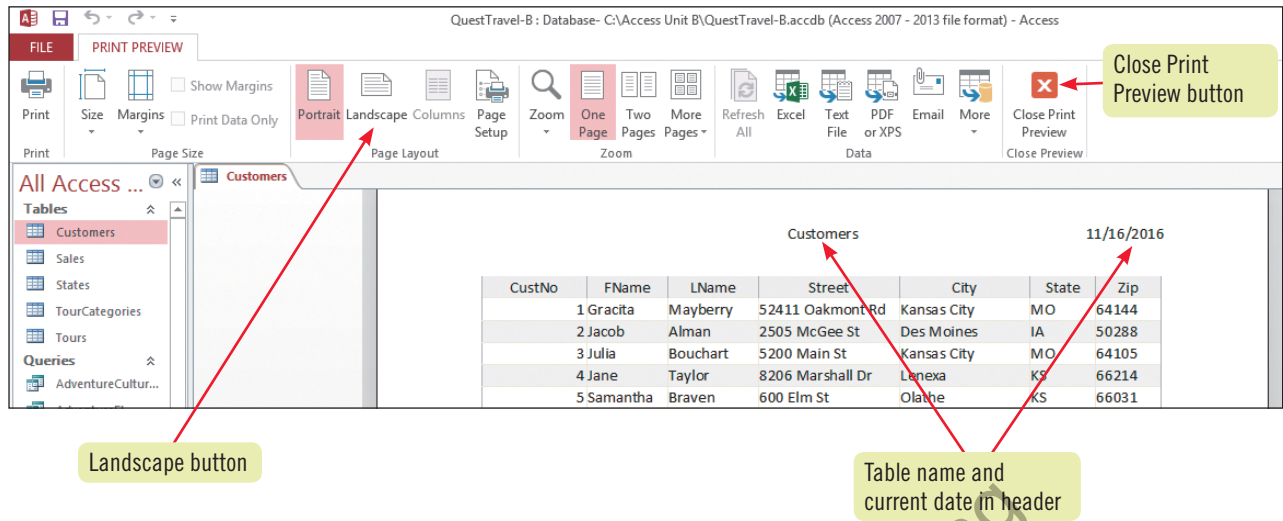 QuestTravel-B : Database- C:\Access Unit B\QuestTravel-B.accdb (Access 2007 - 2013 file format) - Access
FILE PRINT PREVIEW
Close Print
Preview button
Show Margins
Print Data Only
Print Size Margins Portrait Landscape Columns Page Setup Zoom One Page Two Pages More Pages Refresh All Excel Text File PDF or XPS Email More Close Print Preview
Print Page Size Page Layout Zoom Data Close Preview
All Access ... «
Customers
Tables
Customers
Sales
States
TourCategories
Tours
Queries
AdventureCultur...
Customers 11/16/2016
CustNo FName LName Street City State Zip
1 Gracita Mayberry 52411 Oakmont Rd Kansas City MO 64144
2 Jacob Alman 2505 McGee St Des Moines IA 50288
3 Julia Bouchart 5200 Main St Kansas City MO 64105
4 Jane Taylor 8206 Marshall Dr Lenexa KS 66214
5 Samantha Braven 600 Elm St Olathe KS 66031
Landscape button
Table name and
current date in header